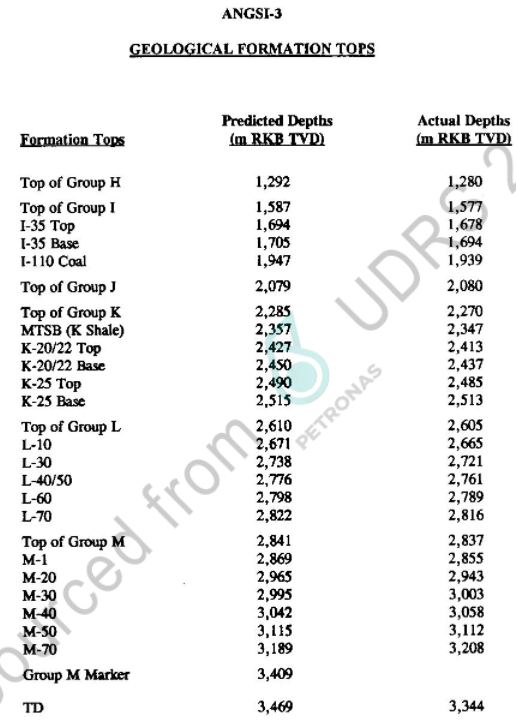 ANGSI-3
GEOLOGICAL FORMATION TOPS
Predicted Depths Actual Depths
Formation Tops (m RKB TVD) (m RKB TVD)
Top of Group H 1,292 1,280
Top of Group I 1,587 1,577
I-35 Top 1,694 1,678
I-35 Base 1,705 1,694
I-110 Coal 1,947 1,939
Top of Group J 2,079 2,080
Top of Group K 2,285 2,270
MTSB (K Shale) 2,357 2,347
K-20/22 Top 2,427 2,413
K-20/22 Base 2,450 2,437
K-25 Top 2,490 2,485
K-25 Base 2,515 2,513
Top of Group L 2,610 2,605
L-10 2,671 2,665
L-30 2,738 2,721
L-40/50 2,776 2,761
L-60 2,798 2,789
L-70 2,822 2,816
Top of Group M 2,841 2,837
M-1 2,869 2,855
M-20 2,965 2,943
M-30 2,995 3,003
M-40 3,042 3,058
M-50 3,115 3,112
M-70 3,189 3,208
Group M Marker 3,409
TD 3,469 3,344
ourced from PETRONAS UDRS 2